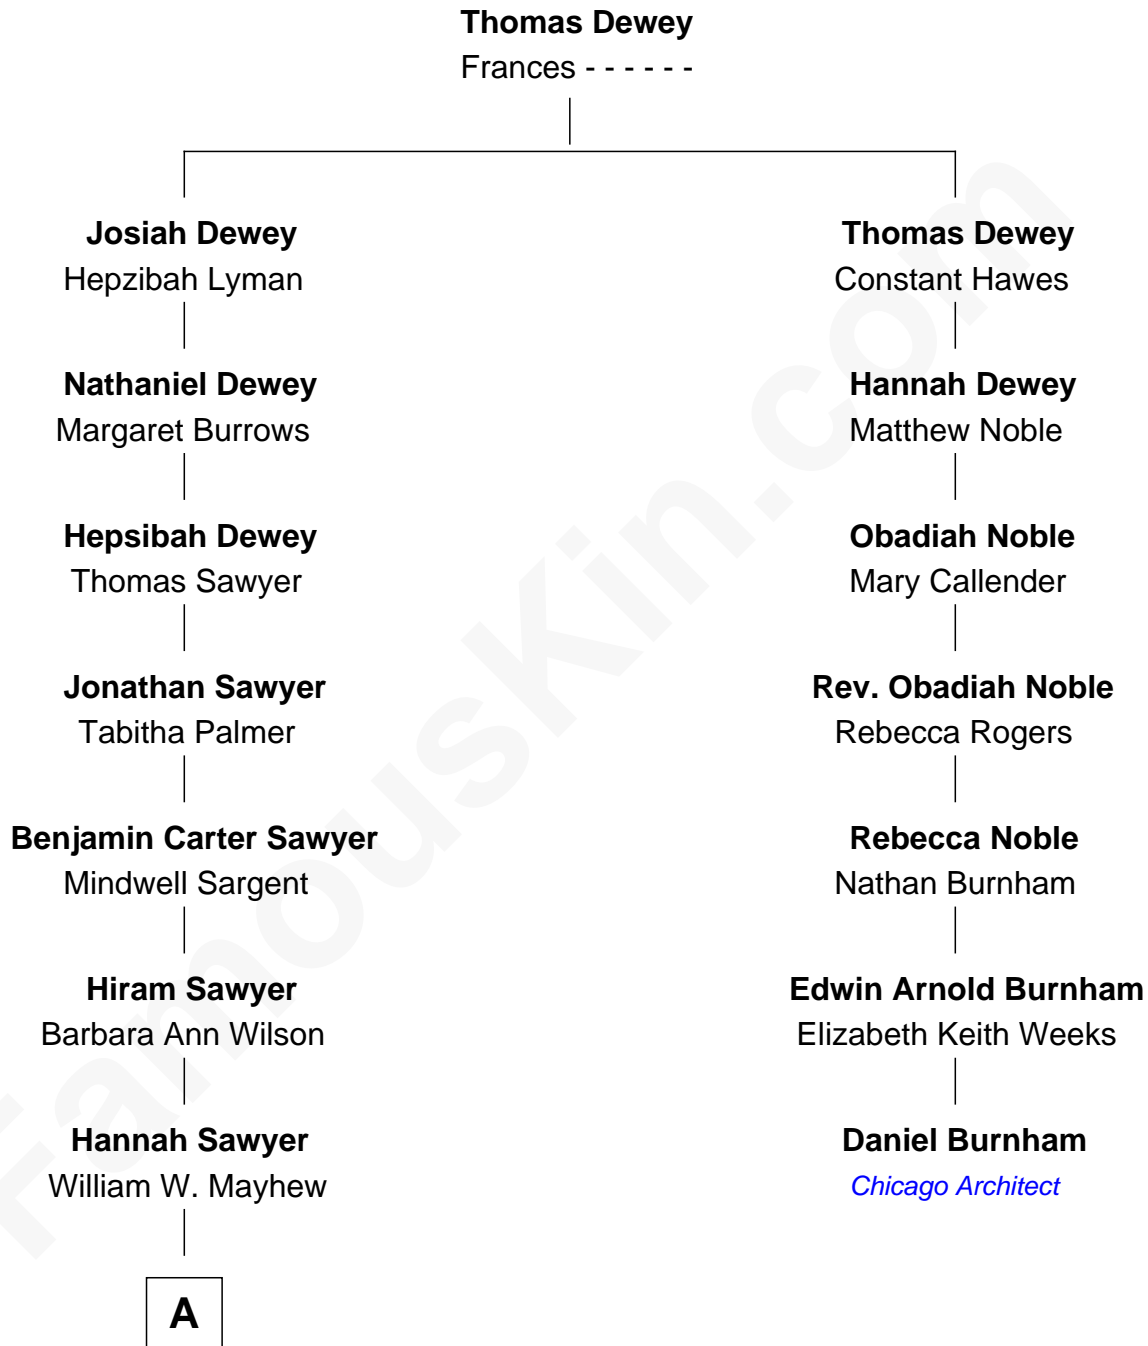 Thomas Dewey
Frances - - - - - -
Josiah Dewey
Hepzibah Lyman
Thomas Dewey
Constant Hawes
Nathaniel Dewey
Margaret Burrows
Hannah Dewey
Matthew Noble
Hepsibah Dewey
Thomas Sawyer
Obadiah Noble
Mary Callender
Jonathan Sawyer
Tabitha Palmer
Rev. Obadiah Noble
Rebecca Rogers
Benjamin Carter Sawyer
Mindwell Sargent
Rebecca Noble
Nathan Burnham
Hiram Sawyer
Barbara Ann Wilson
Edwin Arnold Burnham
Elizabeth Keith Weeks
Hannah Sawyer
William W. Mayhew
Daniel Burnham
Chicago Architect
A
FamousKin.com